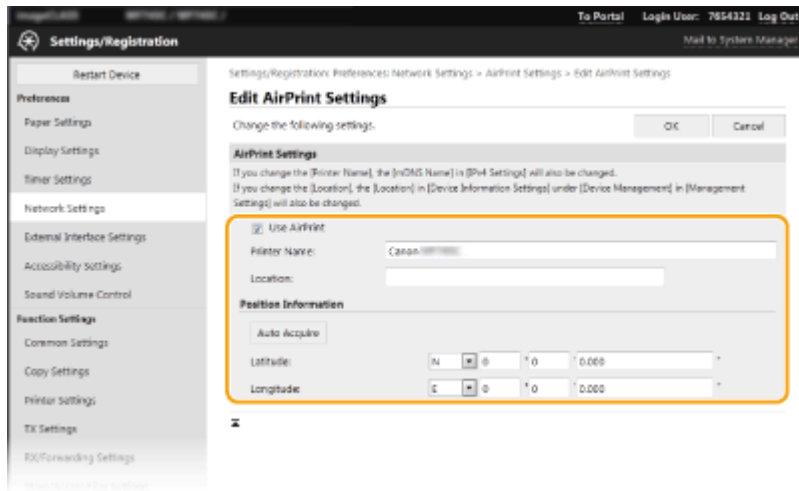 To Portal Login User: 7654321 Log Out
Settings/Registration
Mail to System Manager
Restart Device
Preferences
Paper Settings
Display Settings
Timer Settings
Network Settings
External Interface Settings
Accessibility Settings
Sound Volume Control
Function Settings
Common Settings
Copy Settings
Printer Settings
TX Settings
RX/Forwarding Settings
Settings/Registration: Preferences: Network Settings > AirPrint Settings > Edit AirPrint Settings
Edit AirPrint Settings
Change the following settings.
OK Cancel
AirPrint Settings
If you change the [Printer Name], the [mDNS Name] in [IPv4 Settings] will also be changed.
If you change the [Location], the [Location] in [Device Information Settings] under [Device Management] in [Management
Settings] will also be changed.
Use AirPrint
Printer Name: Canon
Location:
Position Information
Auto Acquire
Latitude: N 0 ° 0 ' 0.000 "
Longitude: E 0 ° 0 ' 0.000 "